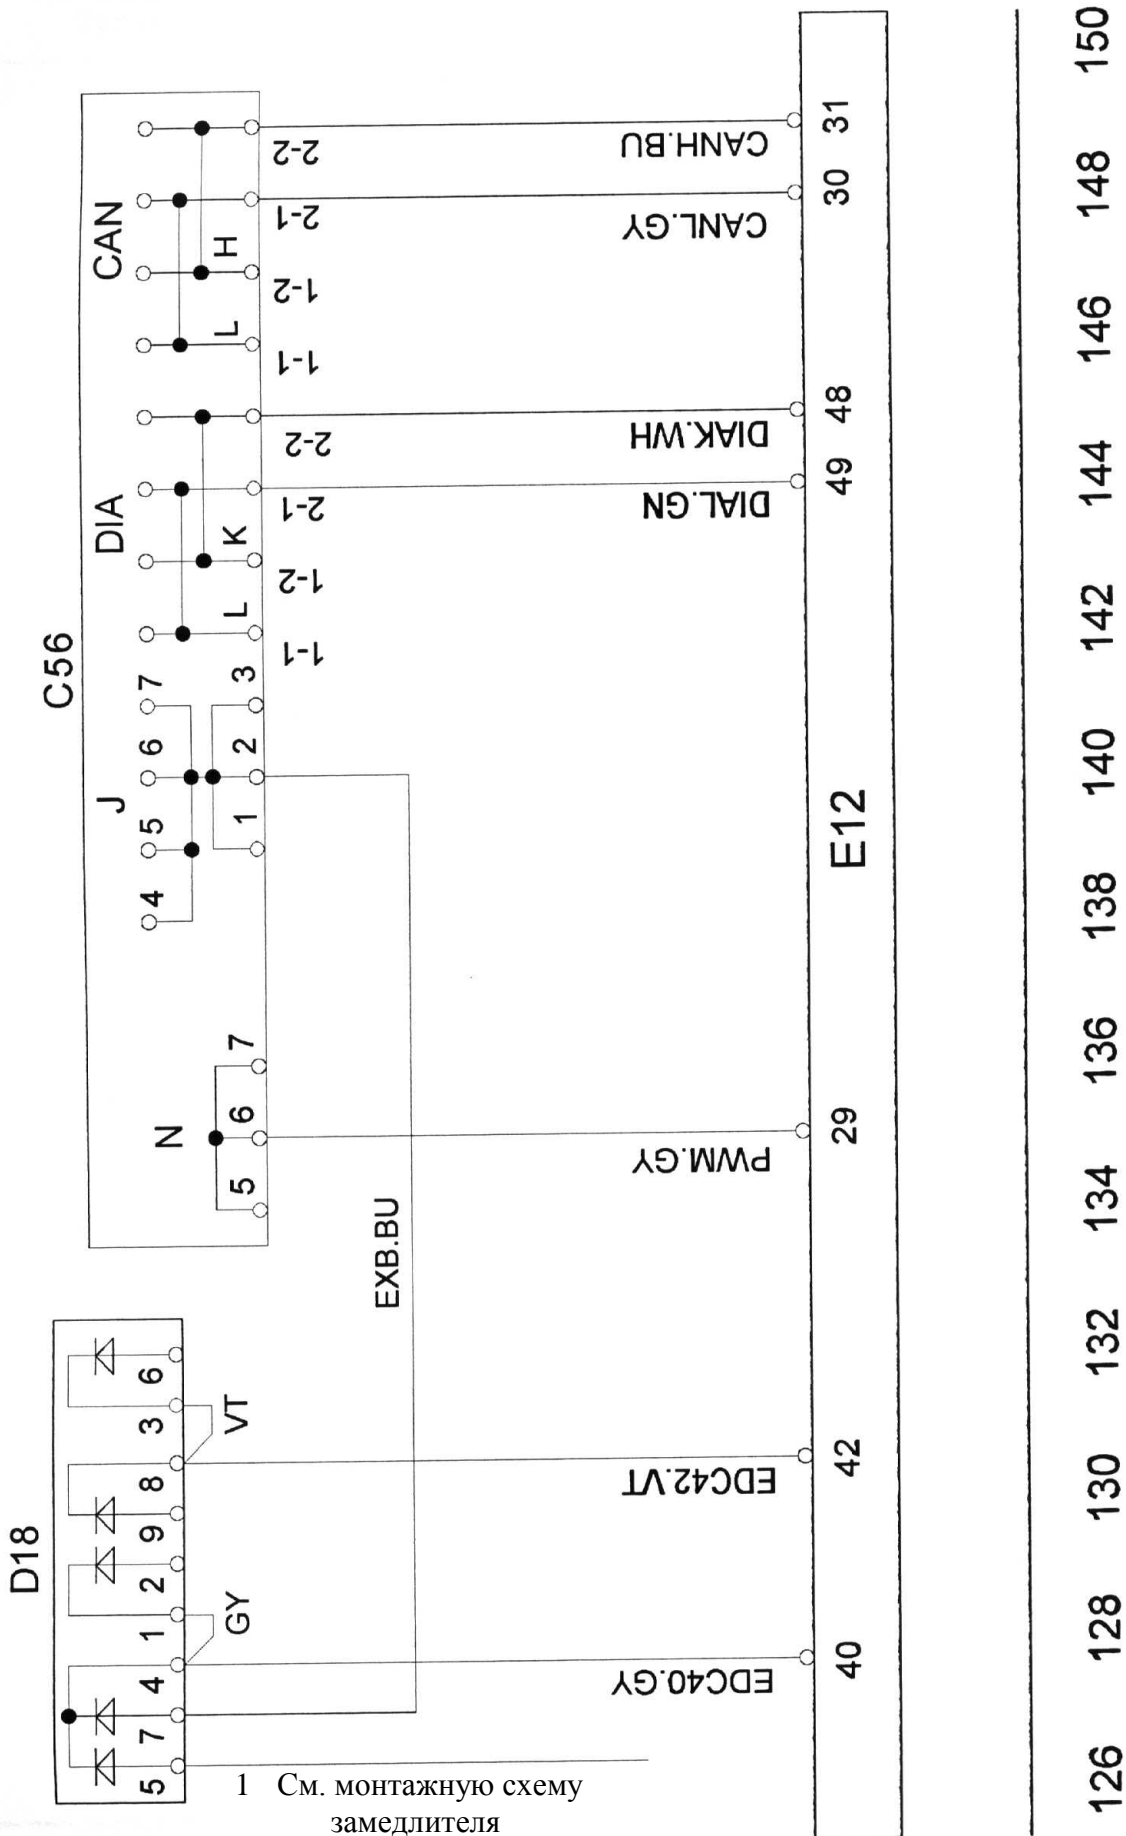 C56
CAN
DIA
J
N
H
L
K
L
2-2
2-1
1-2
1-1
2-2
2-1
1-2
1-1
7
6
5
4
3
2
1
7
6
5
CANH.BU
CANL.GY
DIAK.WH
DIAL.GN
PWM.GY
EXB.BU
EDC42.VT
EDC40.GY
D18
6
3
8
9
2
1
4
7
5
VT
GY
E12
31
30
48
49
29
42
40
150
148
146
144
142
140
138
136
134
132
130
128
126
1 См. монтажную схему
замедлителя